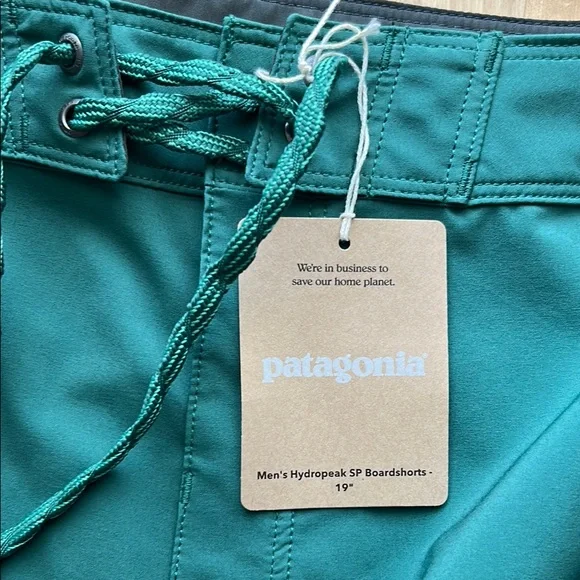 We're in business to
save our home planet.
patagonia
Men's Hydropeak SP Boardshorts -
19"